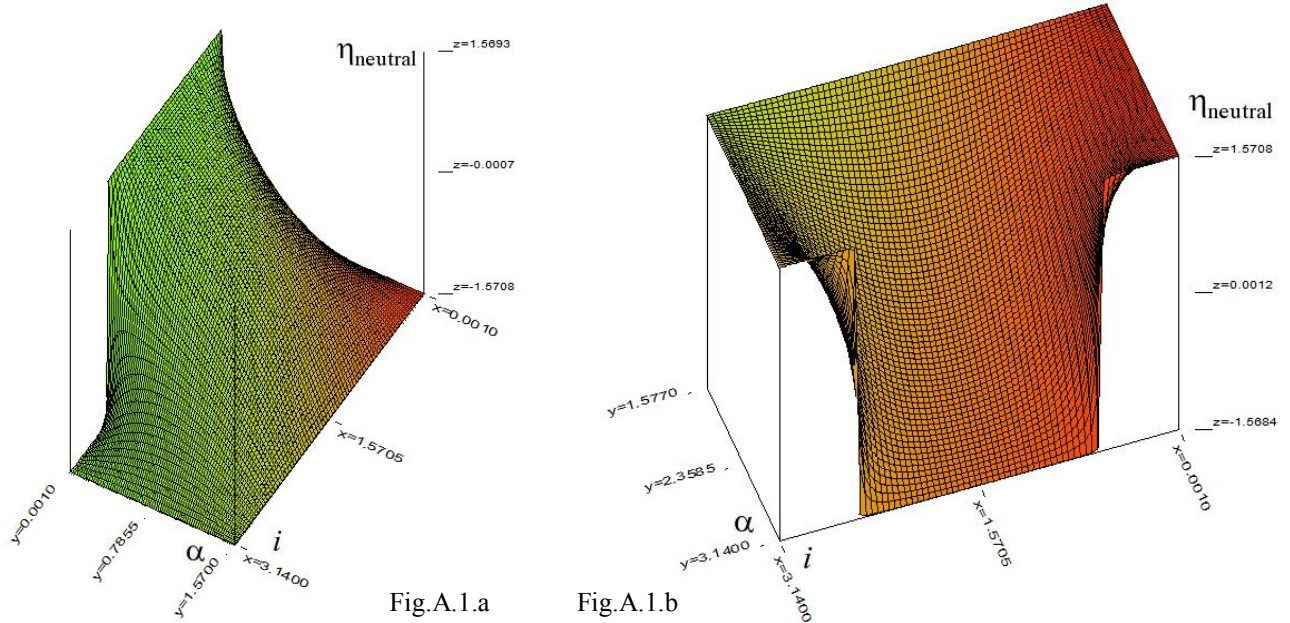 ηneutral
z=1.5693
z=-0.0007
z=-1.5708
x=0.0010
x=1.5705
x=3.1400
i
α
y=0.0010
y=0.7855
y=1.5700
Fig.A.1.a
ηneutral
z=1.5708
z=0.0012
z=-1.5684
x=0.0010
x=1.5705
x=3.1400
i
α
y=1.5770
y=2.3585
y=3.1400
Fig.A.1.b